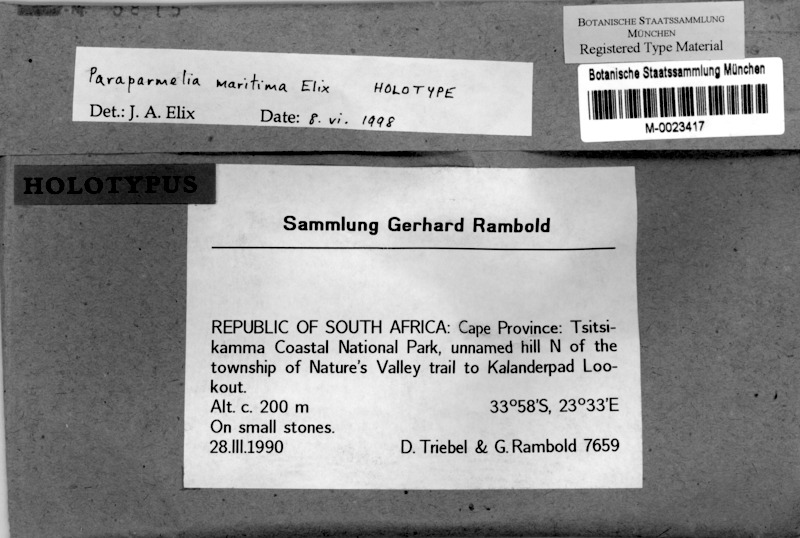 BOTANISCHE STAATSSAMMLUNG
MÜNCHEN
Registered Type Material
Botanische Staatssammlung München
M-0023417
Paraparmelia maritima Elix HOLOTYPE
Det.: J. A. Elix Date: 8. vi. 1998
HOLOTYPUS
Sammlung Gerhard Rambold
REPUBLIC OF SOUTH AFRICA: Cape Province: Tsitsi-
kamma Coastal National Park, unnamed hill N of the
township of Nature's Valley trail to Kalanderpad Loo-
kout.
Alt. c. 200 m 33°58'S, 23°33'E
On small stones.
28.III.1990 D. Triebel & G. Rambold 7659